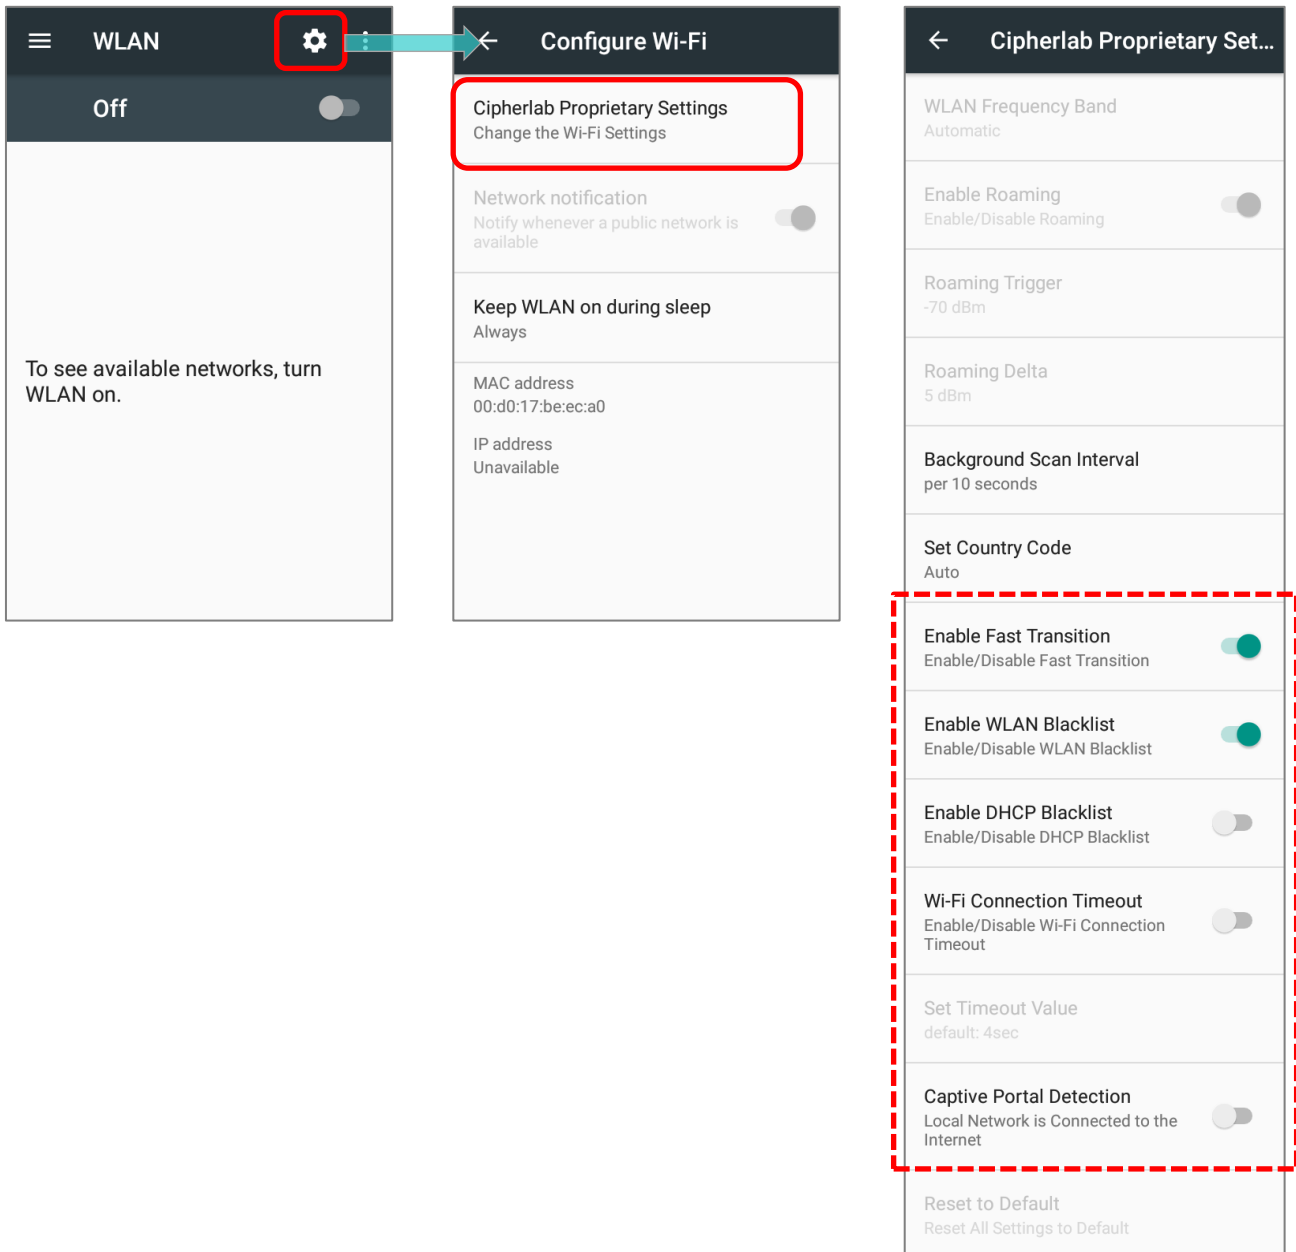 WLAN
Off
To see available networks, turn
WLAN on.
Configure Wi-Fi
Cipherlab Proprietary Settings
Change the Wi-Fi Settings
Network notification
Notify whenever a public network is
available
Keep WLAN on during sleep
Always
MAC address
00:d0:17:be:ec:a0
IP address
Unavailable
Cipherlab Proprietary Set...
WLAN Frequency Band
Automatic
Enable Roaming
Enable/Disable Roaming
Roaming Trigger
-70 dBm
Roaming Delta
5 dBm
Background Scan Interval
per 10 seconds
Set Country Code
Auto
Enable Fast Transition
Enable/Disable Fast Transition
Enable WLAN Blacklist
Enable/Disable WLAN Blacklist
Enable DHCP Blacklist
Enable/Disable DHCP Blacklist
Wi-Fi Connection Timeout
Enable/Disable Wi-Fi Connection
Timeout
Set Timeout Value
default: 4sec
Captive Portal Detection
Local Network is Connected to the
Internet
Reset to Default
Reset All Settings to Default